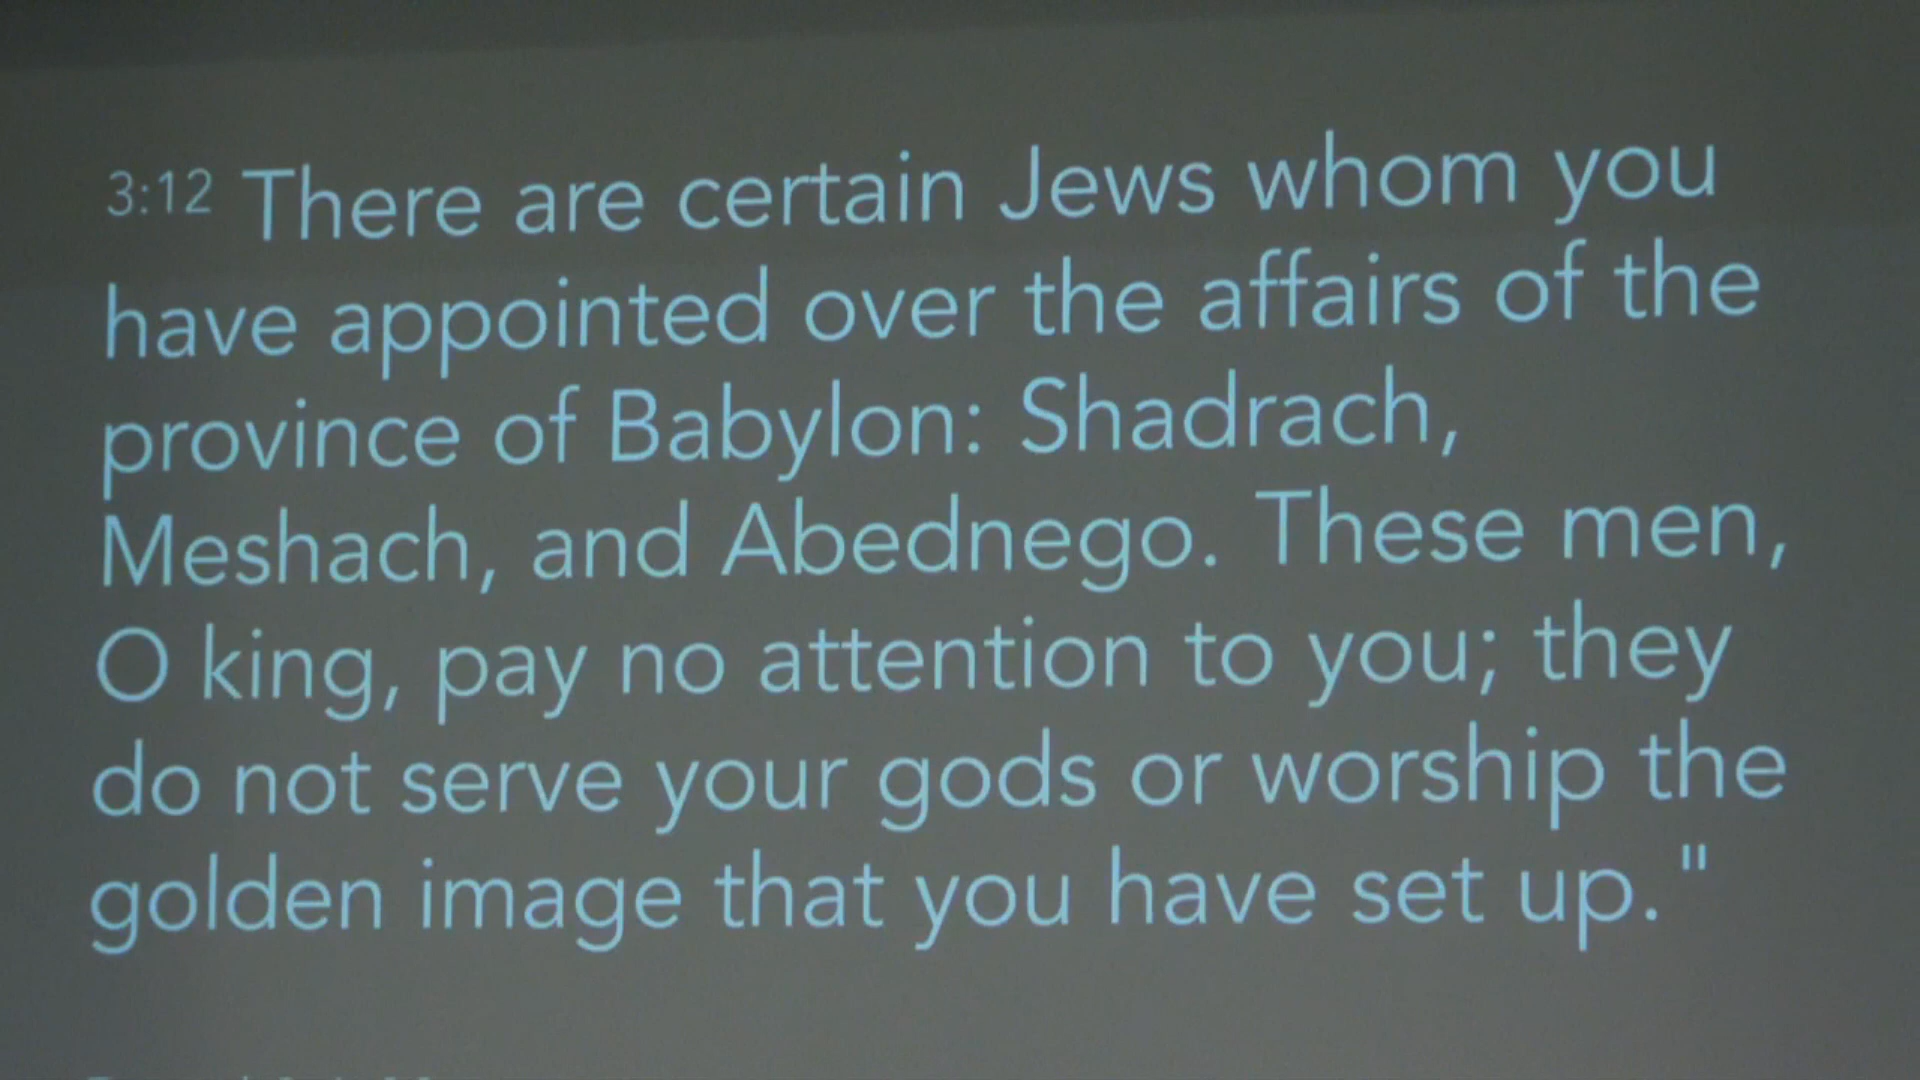 3:12 There are certain Jews whom you
have appointed over the affairs of the
province of Babylon: Shadrach,
Meshach, and Abednego. These men,
O king, pay no attention to you; they
do not serve your gods or worship the
golden image that you have set up."